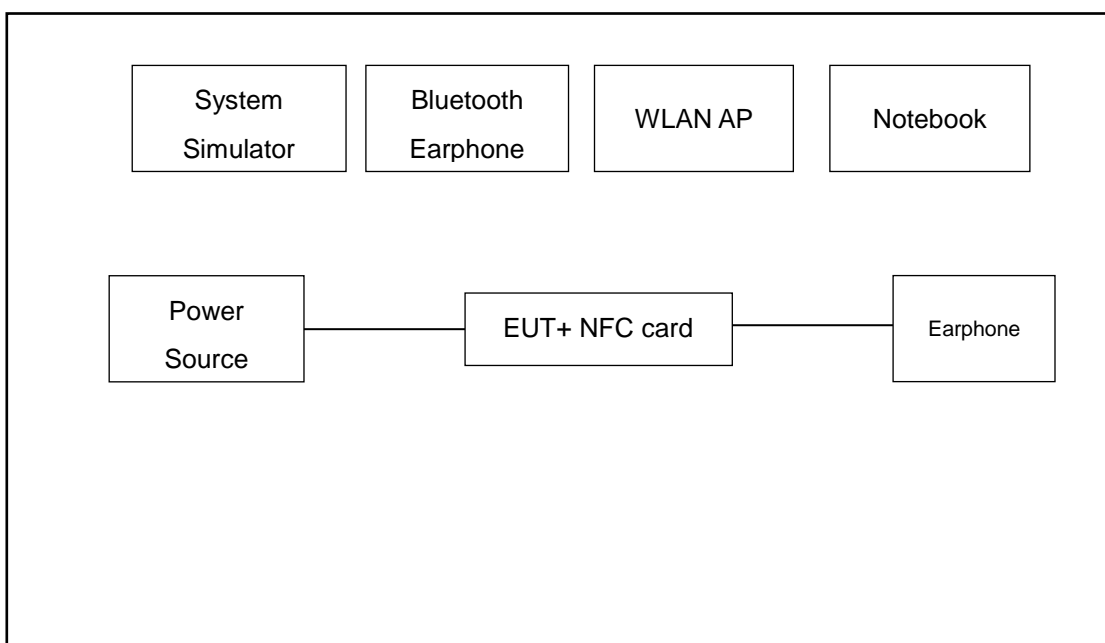 System
Simulator
Bluetooth
Earphone
WLAN AP
Notebook
Power
Source
EUT+ NFC card
Earphone